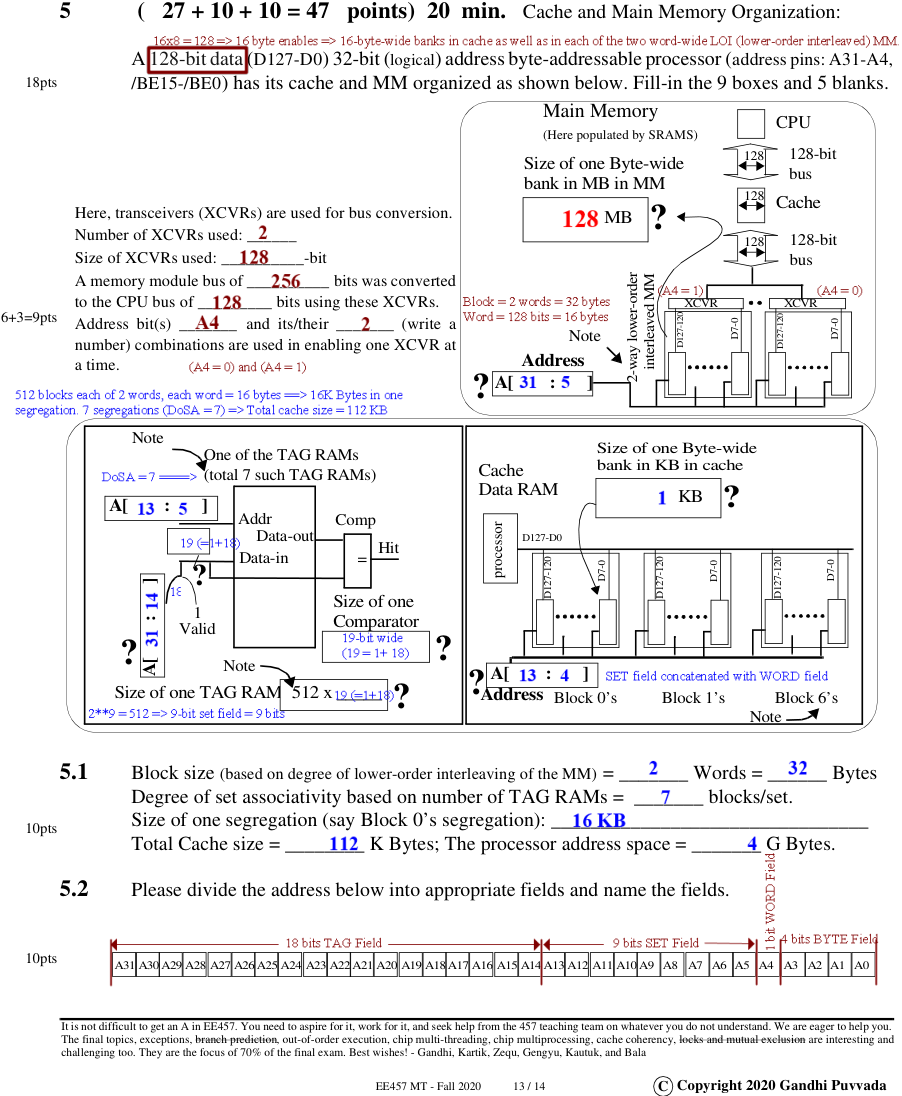 5 ( 27 + 10 + 10 = 47 points) 20 min. Cache and Main Memory Organization:
16x8 = 128 => 16 byte enables => 16-byte-wide banks in cache as well as in each of the two word-wide LOI (lower-order interleaved) MM.
A 128-bit data (D127-D0) 32-bit (logical) address byte-addressable processor (address pins: A31-A4,
18pts
/BE15-/BE0) has its cache and MM organized as shown below. Fill-in the 9 boxes and 5 blanks.
Main Memory
(Here populated by SRAMS)
Size of one Byte-wide
bank in MB in MM
128 MB ?
CPU
128
128-bit
bus
128
Cache
128
128-bit
bus
Here, transceivers (XCVRs) are used for bus conversion.
Number of XCVRs used: __2___
Size of XCVRs used: __128____-bit
A memory module bus of ___256___ bits was converted
to the CPU bus of __128____ bits using these XCVRs.
6+3=9pts
Address bit(s) __A4__ and its/their ___2___ (write a
number) combinations are used in enabling one XCVR at
a time. (A4 = 0) and (A4 = 1)
Block = 2 words = 32 bytes
Word = 128 bits = 16 bytes
Note
2-way lower-order
interleaved MM
(A4 = 1)
(A4 = 0)
XCVR
XCVR
D127-120
D7-0
D127-120
D7-0
Address
? A[ 31 : 5 ]
512 blocks each of 2 words, each word = 16 bytes ==> 16K Bytes in one
segregation. 7 segregations (DoSA = 7) => Total cache size = 112 KB
Note
One of the TAG RAMs
DoSA = 7 ===>
(total 7 such TAG RAMs)
A[ 13 : 5 ]
Addr
Data-out
Comp
19 (=1+18)
Data-in
=
Hit
?
18
1
Valid
? A[ 31 : 14 ]
Size of one
Comparator
19-bit wide
(19 = 1+ 18)
?
Note
Size of one TAG RAM 512 x 19 (=1+18) ?
2**9 = 512 => 9-bit set field = 9 bits
Cache
Data RAM
Size of one Byte-wide
bank in KB in cache
1 KB ?
processor
D127-D0
D127-120
D7-0
D127-120
D7-0
D127-120
D7-0
? A[ 13 : 4 ]
SET field concatenated with WORD field
Address
Block 0's
Block 1's
Block 6's
Note
5.1 Block size (based on degree of lower-order interleaving of the MM) = ___2___ Words = __32__ Bytes
Degree of set associativity based on number of TAG RAMs = ___7___ blocks/set.
Size of one segregation (say Block 0's segregation): __16 KB____________________
10pts
Total Cache size = ____112_ K Bytes; The processor address space = ______4 G Bytes.
5.2 Please divide the address below into appropriate fields and name the fields.
18 bits TAG Field
9 bits SET Field
1 bit WORD Field
4 bits BYTE Field
10pts
A31 A30 A29 A28 A27 A26 A25 A24 A23 A22 A21 A20 A19 A18 A17 A16 A15 A14 A13 A12 A11 A10 A9 A8 A7 A6 A5 A4 A3 A2 A1 A0
It is not difficult to get an A in EE457. You need to aspire for it, work for it, and seek help from the 457 teaching team on whatever you do not understand. We are eager to help you.
The final topics, exceptions, branch prediction, out-of-order execution, chip multi-threading, chip multiprocessing, cache coherency, locks and mutual exclusion are interesting and
challenging too. They are the focus of 70% of the final exam. Best wishes! - Gandhi, Kartik, Zequ, Gengyu, Kautuk, and Bala
EE457 MT - Fall 2020 13 / 14 © Copyright 2020 Gandhi Puvvada